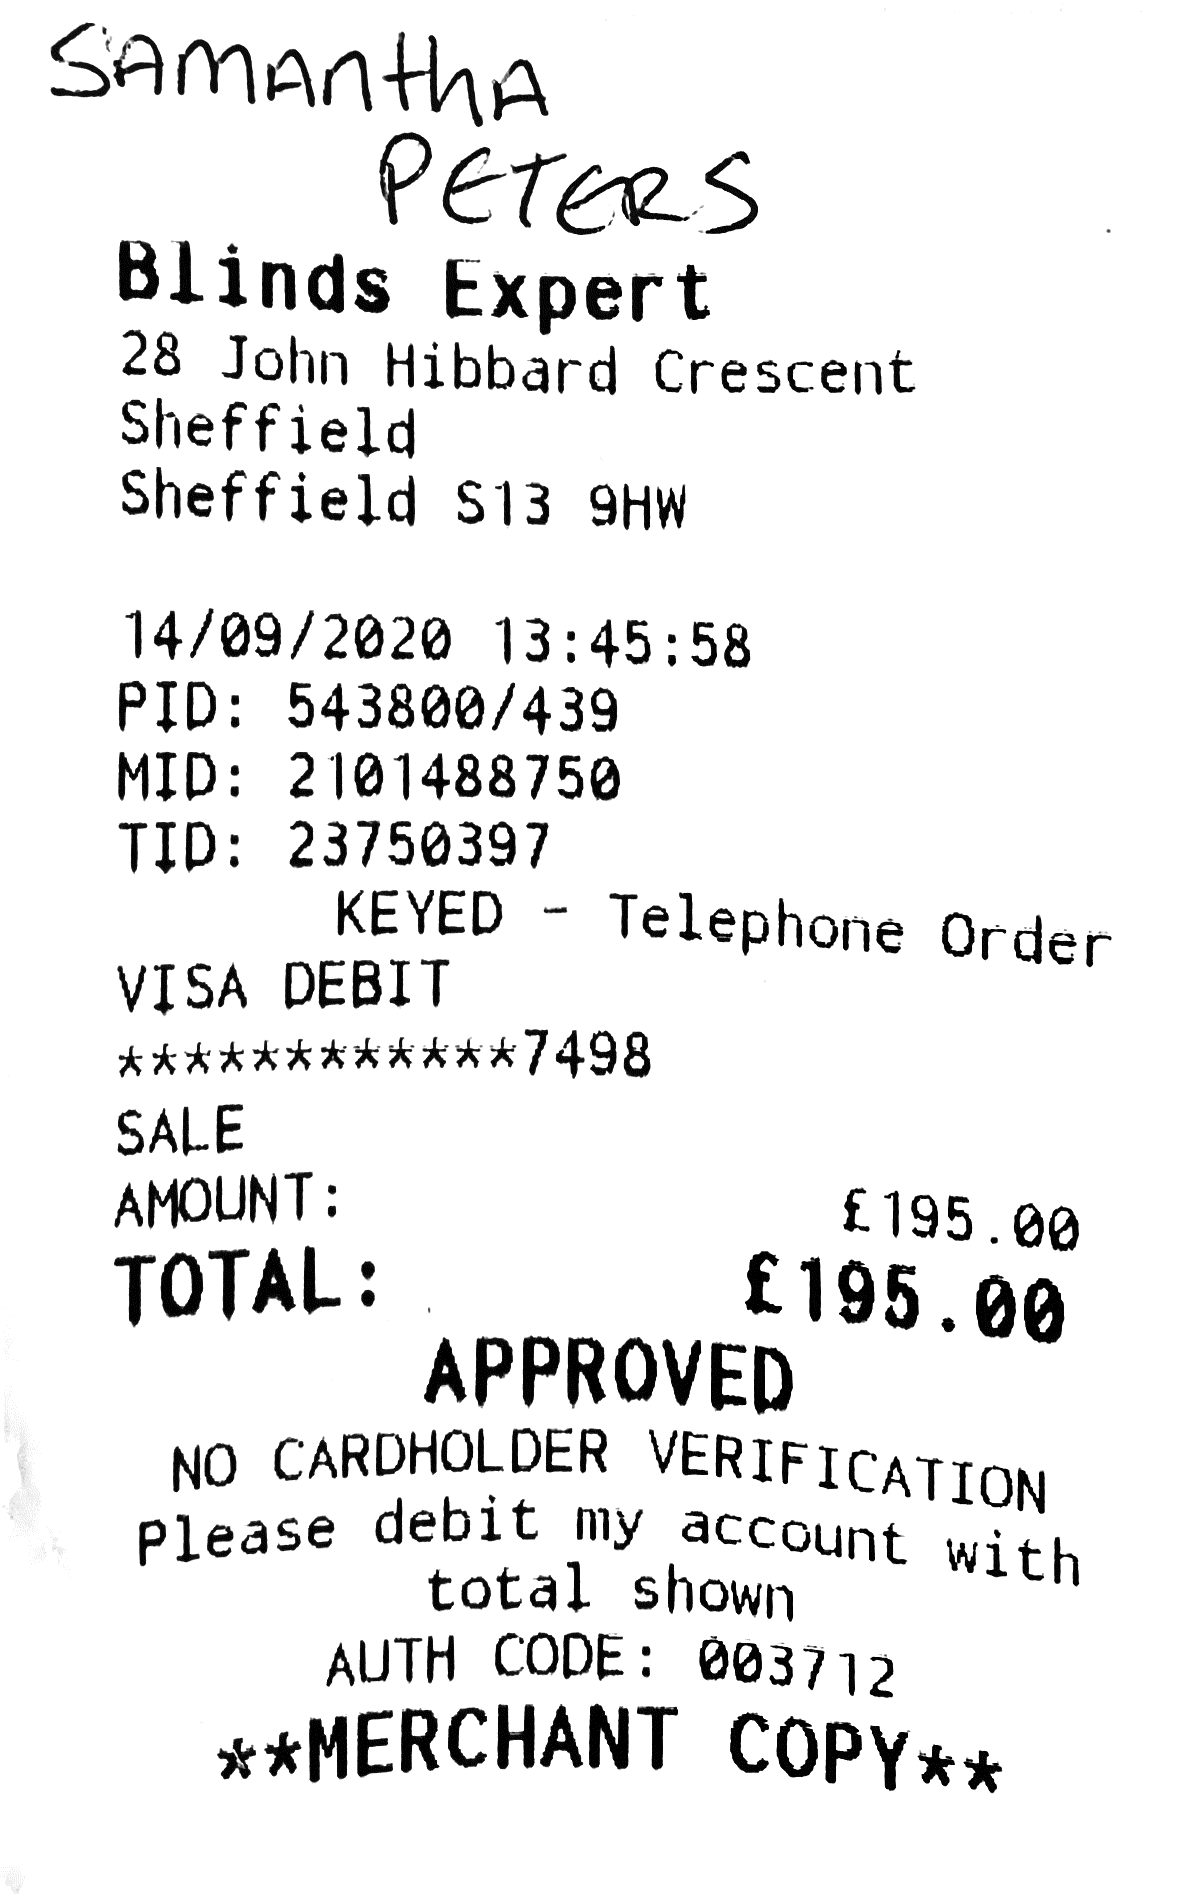 SAMANthA
PETERS
Blinds Expert
28 John Hibbard Crescent
Sheffield
Sheffield S13 9HW
14/09/2020 13:45:58
PID: 543800/439
MID: 2101488750
TID: 23750397
KEYED - Telephone Order
VISA DEBIT
************7498
SALE
AMOUNT: £195.00
TOTAL: £195.00
APPROVED
NO CARDHOLDER VERIFICATION
Please debit my account with
total shown
AUTH CODE: 003712
**MERCHANT COPY**